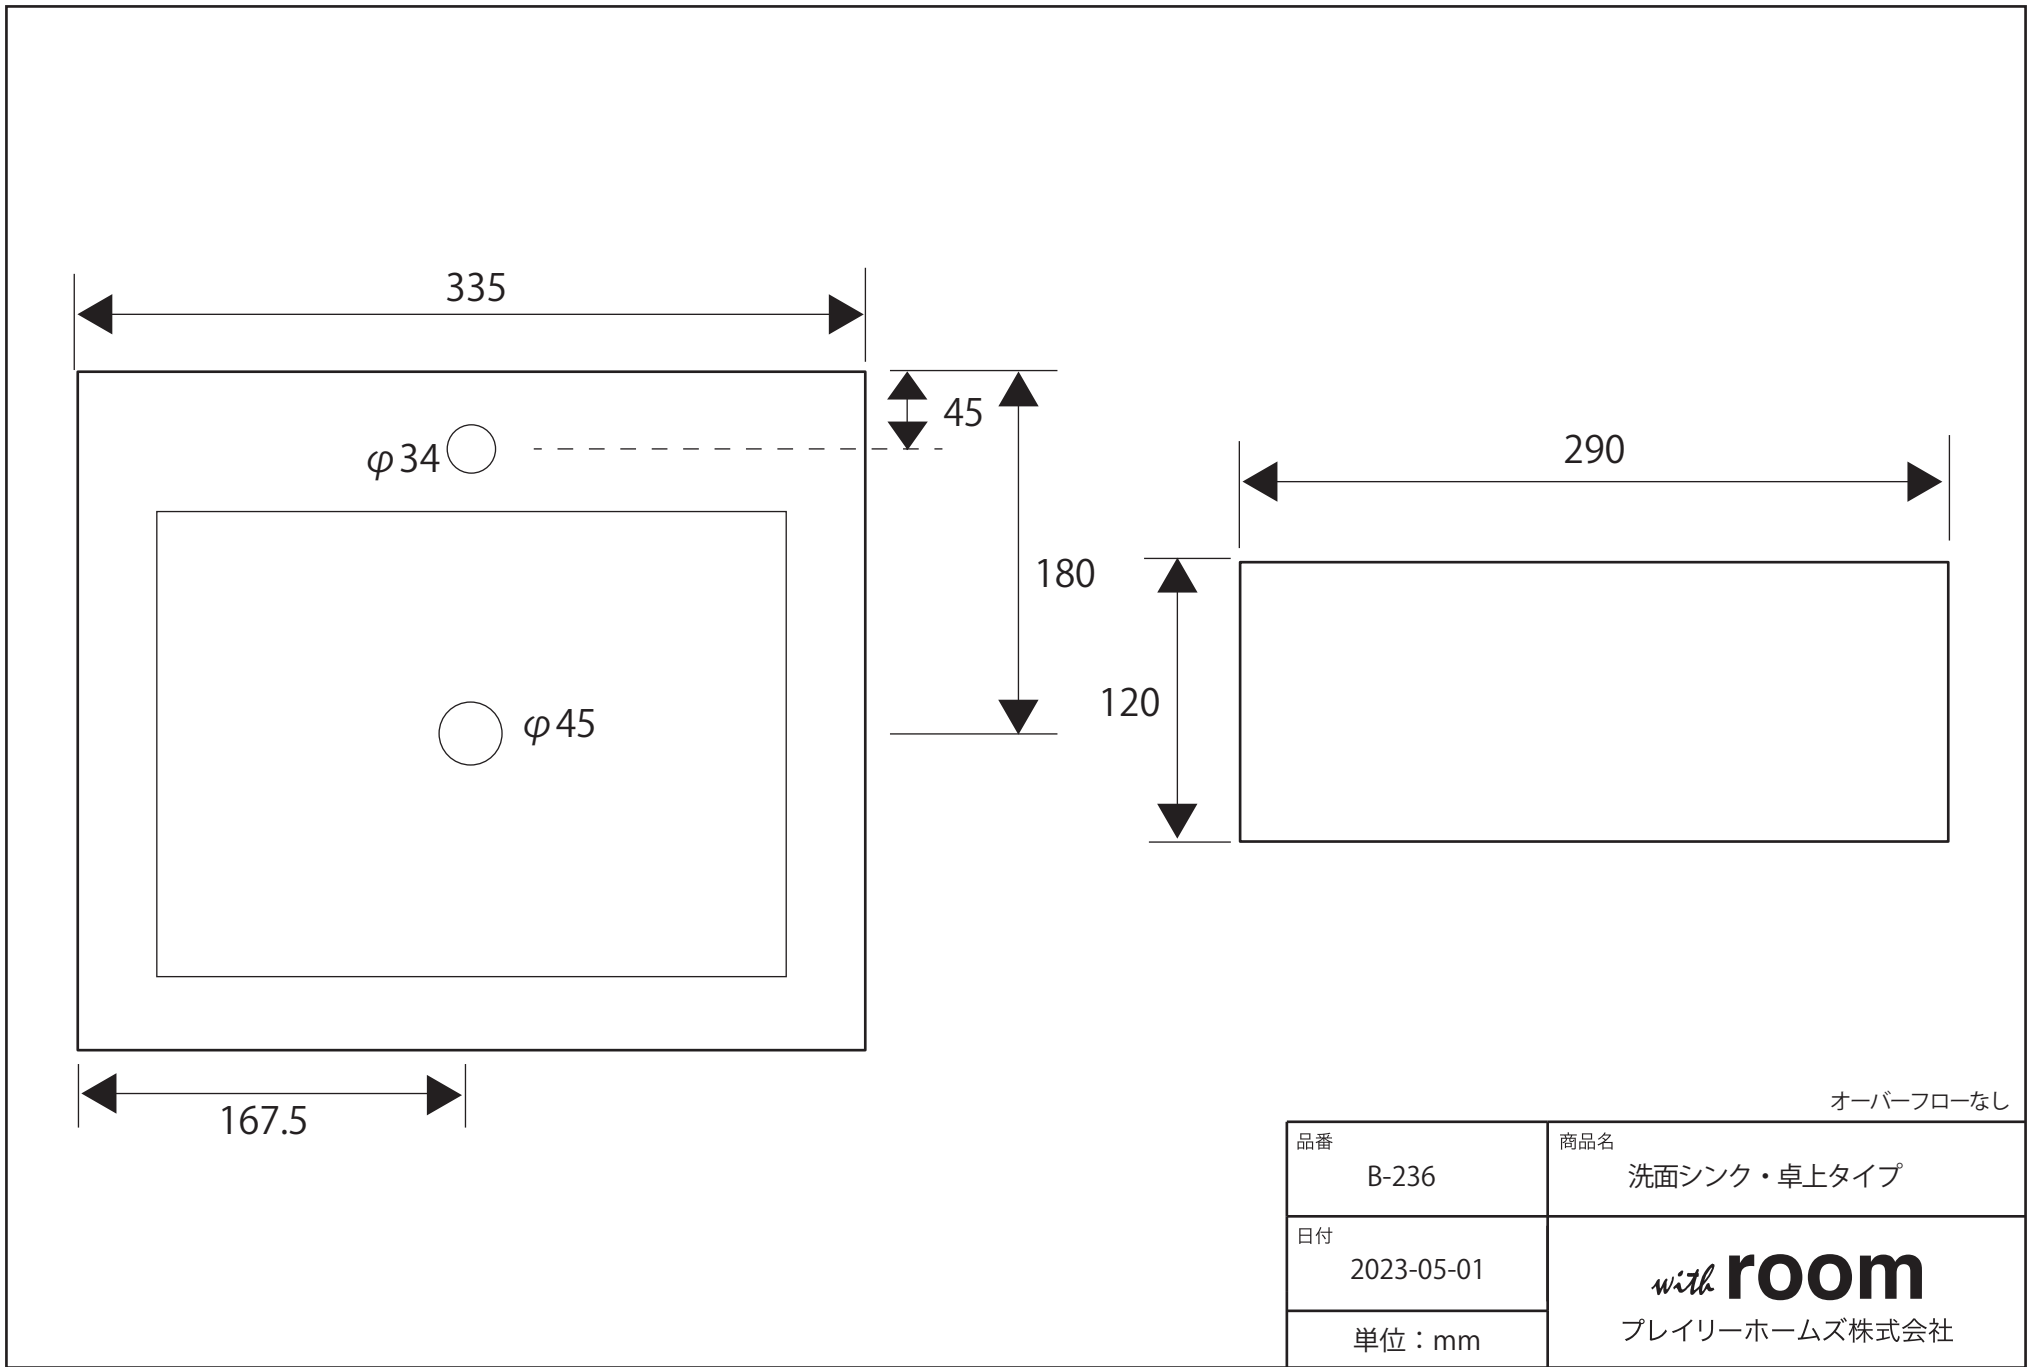 335
45
φ34
290
180
120
φ45
167.5
オーバーフローなし
品番
B-236
商品名
洗面シンク・卓上タイプ
日付
2023-05-01
単位：mm
with room
プレイリーホームズ株式会社